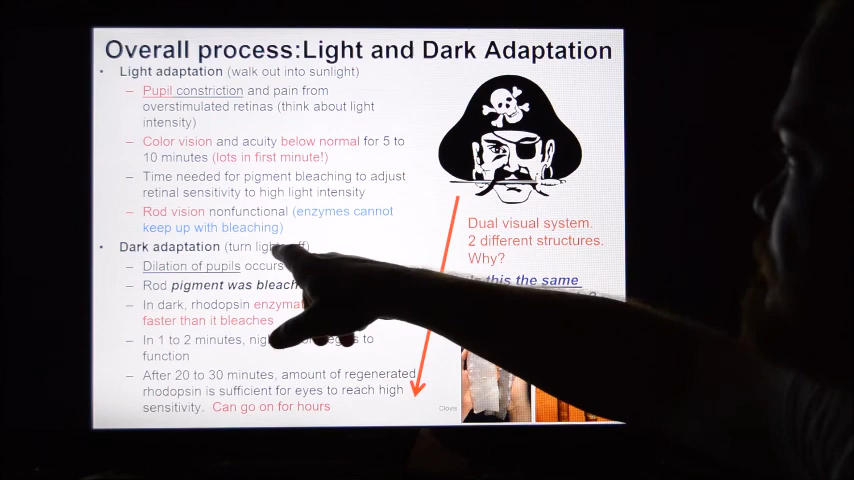 Overall process:Light and Dark Adaptation
• Light adaptation (walk out into sunlight)
– Pupil constriction and pain from
overstimulated retinas (think about light
intensity)
– Color vision and acuity below normal for 5 to
10 minutes (lots in first minute!)
– Time needed for pigment bleaching to adjust
retinal sensitivity to high light intensity
– Rod vision nonfunctional (enzymes cannot
keep up with bleaching)
• Dark adaptation (turn
– Dilation of pupils occurs
– Rod pigment was
– In dark, rhodopsin
faster than it bleaches
– In 1 to 2 minutes, to
function
– After 20 to 30 minutes, amount of regenerated
rhodopsin is sufficient for eyes to reach high
sensitivity. Can go on for hours
Dual visual system.
2 different structures.
Why?
this the same
Clovis